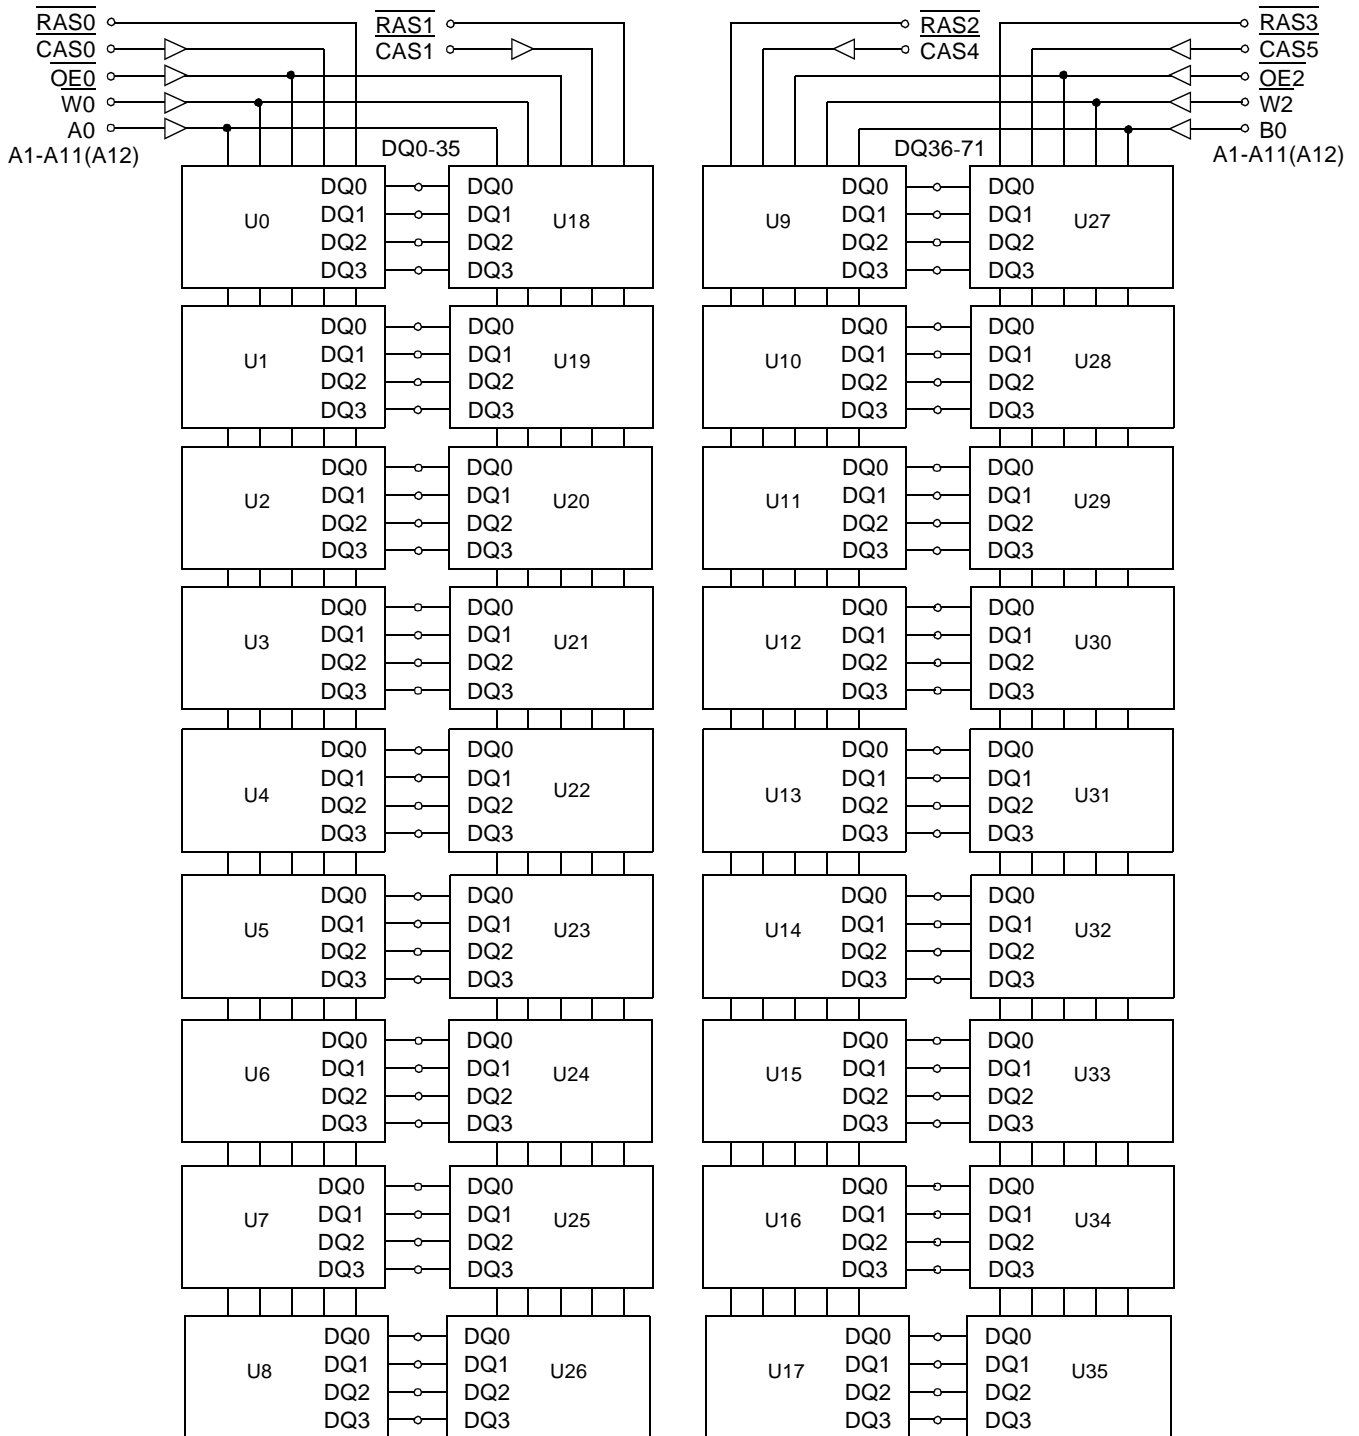 RAS0 RAS1 RAS2 RAS3
CAS0 CAS1 CAS4 CAS5
OE0 OE2
W0 W2
A0 B0
A1-A11(A12) DQ0-35 DQ36-71 A1-A11(A12)
DQ0 DQ0 DQ0 DQ0
U0 DQ1 DQ1 U18 U9 DQ1 DQ1 U27
DQ2 DQ2 DQ2 DQ2
DQ3 DQ3 DQ3 DQ3
DQ0 DQ0 DQ0 DQ0
U1 DQ1 DQ1 U19 U10 DQ1 DQ1 U28
DQ2 DQ2 DQ2 DQ2
DQ3 DQ3 DQ3 DQ3
DQ0 DQ0 DQ0 DQ0
U2 DQ1 DQ1 U20 U11 DQ1 DQ1 U29
DQ2 DQ2 DQ2 DQ2
DQ3 DQ3 DQ3 DQ3
DQ0 DQ0 DQ0 DQ0
U3 DQ1 DQ1 U21 U12 DQ1 DQ1 U30
DQ2 DQ2 DQ2 DQ2
DQ3 DQ3 DQ3 DQ3
DQ0 DQ0 DQ0 DQ0
U4 DQ1 DQ1 U22 U13 DQ1 DQ1 U31
DQ2 DQ2 DQ2 DQ2
DQ3 DQ3 DQ3 DQ3
DQ0 DQ0 DQ0 DQ0
U5 DQ1 DQ1 U23 U14 DQ1 DQ1 U32
DQ2 DQ2 DQ2 DQ2
DQ3 DQ3 DQ3 DQ3
DQ0 DQ0 DQ0 DQ0
U6 DQ1 DQ1 U24 U15 DQ1 DQ1 U33
DQ2 DQ2 DQ2 DQ2
DQ3 DQ3 DQ3 DQ3
DQ0 DQ0 DQ0 DQ0
U7 DQ1 DQ1 U25 U16 DQ1 DQ1 U34
DQ2 DQ2 DQ2 DQ2
DQ3 DQ3 DQ3 DQ3
DQ0 DQ0 DQ0 DQ0
U8 DQ1 DQ1 U26 U17 DQ1 DQ1 U35
DQ2 DQ2 DQ2 DQ2
DQ3 DQ3 DQ3 DQ3